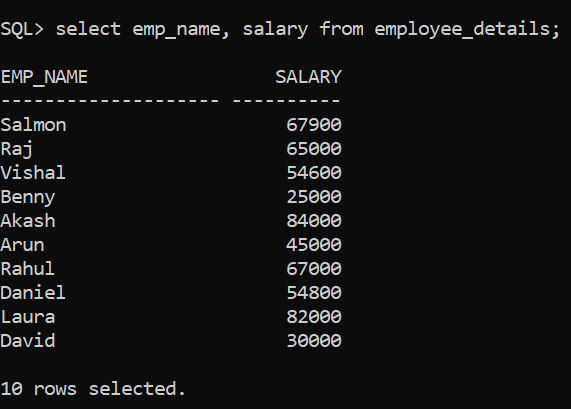 SQL> select emp_name, salary from employee_details;
EMP_NAME                 SALARY
-------------------- ----------
Salmon                    67900
Raj                       65000
Vishal                    54600
Benny                     25000
Akash                     84000
Arun                      45000
Rahul                     67000
Daniel                    54800
Laura                     82000
David                     30000
10 rows selected.